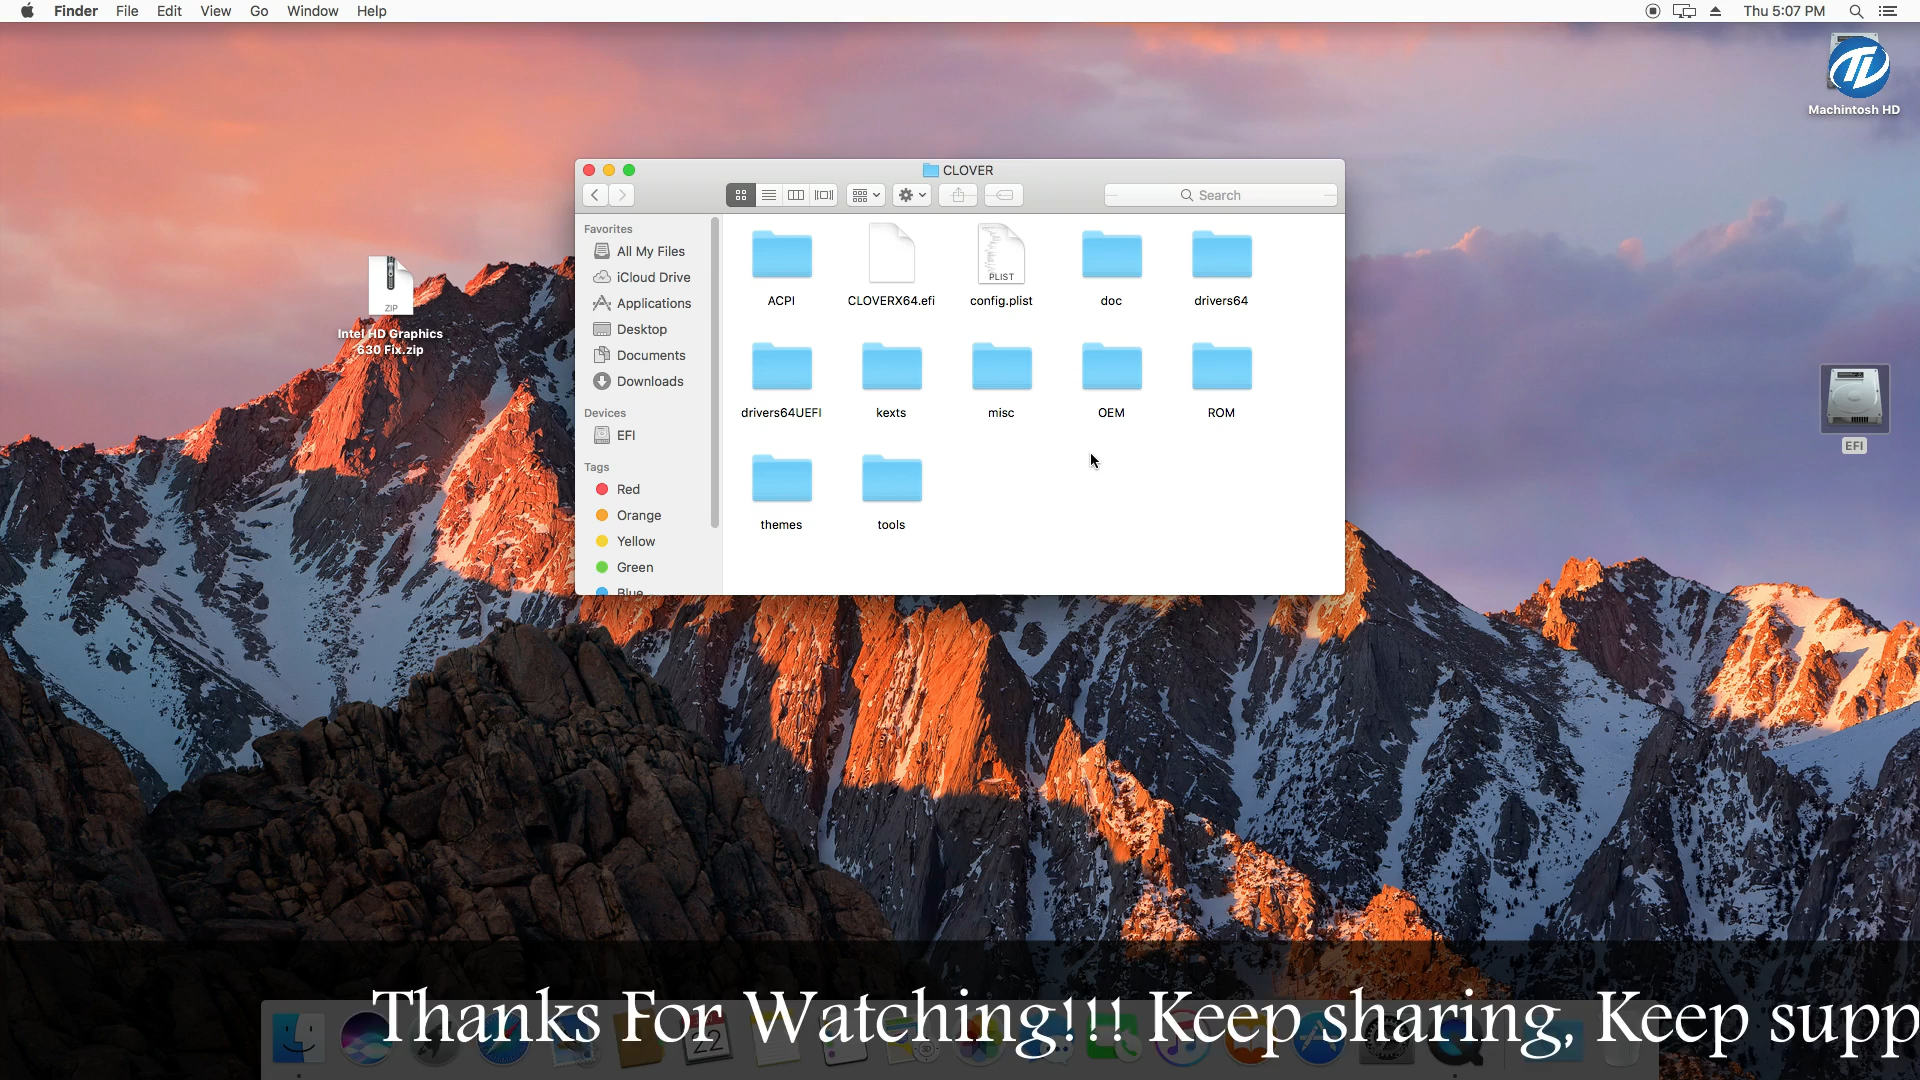 Finder File Edit View Go Window Help
Thu 5:07 PM
Machintosh HD
CLOVER
Search
Favorites
All My Files
iCloud Drive
Applications
Desktop
Documents
Downloads
Devices
EFI
Tags
Red
Orange
Yellow
Green
Blue
ACPI
CLOVERX64.efi
PLIST
config.plist
doc
drivers64
drivers64UEFI
kexts
misc
OEM
ROM
themes
tools
ZIP
Intel HD Graphics
630 Fix.zip
EFI
Thanks For Watching!!! Keep sharing, Keep supp
22